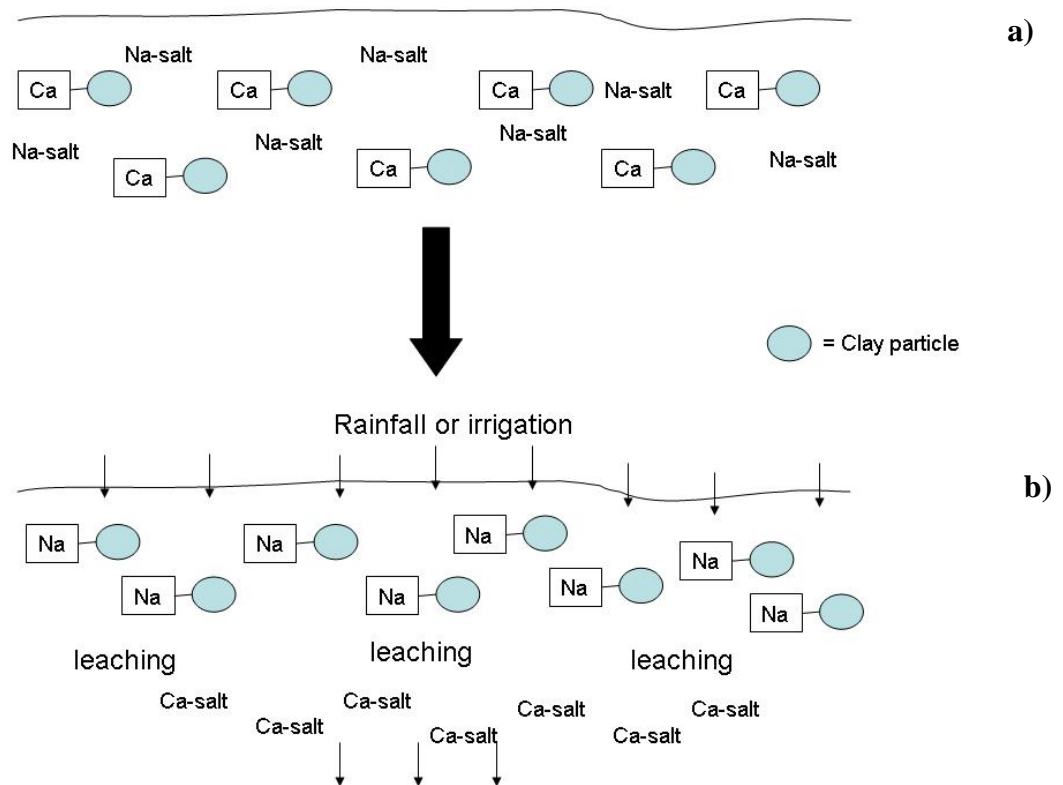 a)
Na-salt Na-salt
Ca Ca Ca Na-salt Ca
Na-salt Na-salt Na-salt Na-salt
Ca Ca Ca
= Clay particle
Rainfall or irrigation
b)
Na Na Na Na
Na Na Na Na
leaching leaching leaching
Ca-salt Ca-salt Ca-salt Ca-salt
Ca-salt Ca-salt Ca-salt